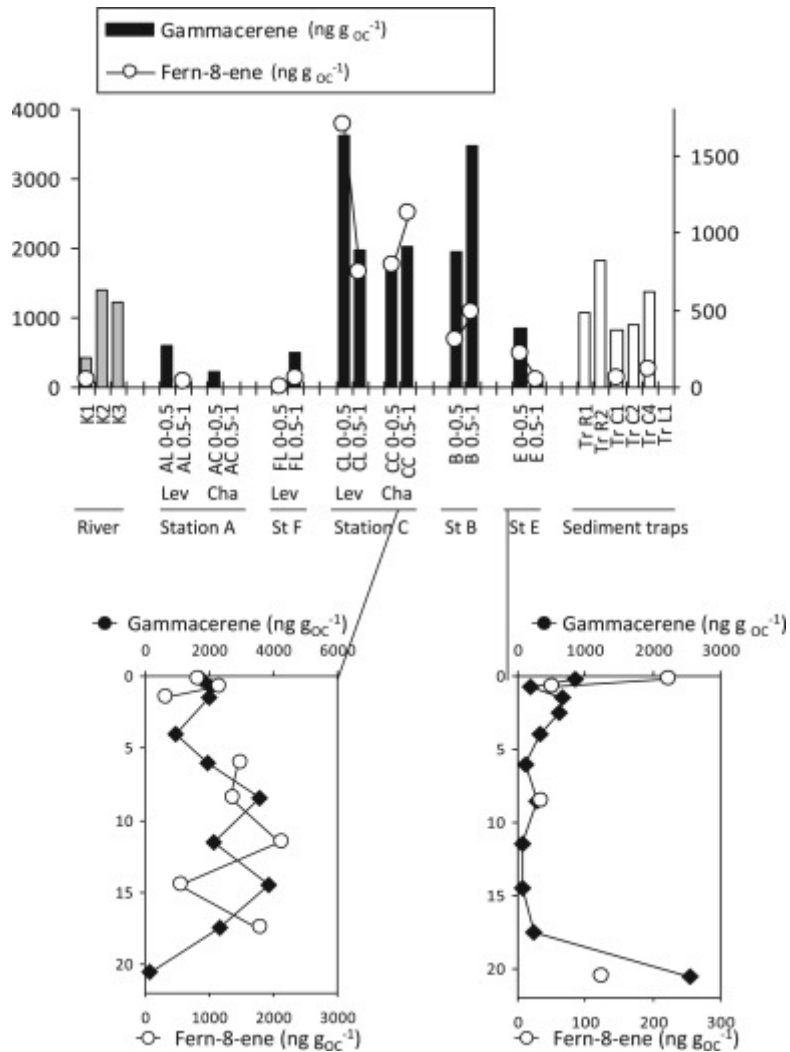 Gammacerene (ng g OC⁻¹)
Fern-8-ene (ng g OC⁻¹)
4000
3000
2000
1000
0
1500
1000
500
0
K1 K2 K3 AL 0-0.5 AL 0.5-1 AC 0-0.5 AC 0.5-1 FL 0-0.5 FL 0.5-1 CL 0-0.5 CL 0.5-1 CC 0-0.5 CC 0.5-1 B 0-0.5 B 0.5-1 E 0-0.5 E 0.5-1 Tr R1 Tr R2 Tr C1 Tr C2 Tr C4 Tr L1
Lev Cha Lev Lev Cha
River Station A St F Station C St B St E Sediment traps
Gammacerene (ng gOC⁻¹)
0 2000 4000 6000
0
5
10
15
20
0 1000 2000 3000
Fern-8-ene (ng gOC⁻¹)
Gammacerene (ng g OC⁻¹)
0 1000 2000 3000
0
5
10
15
20
0 100 200 300
Fern-8-ene (ng gOC⁻¹)